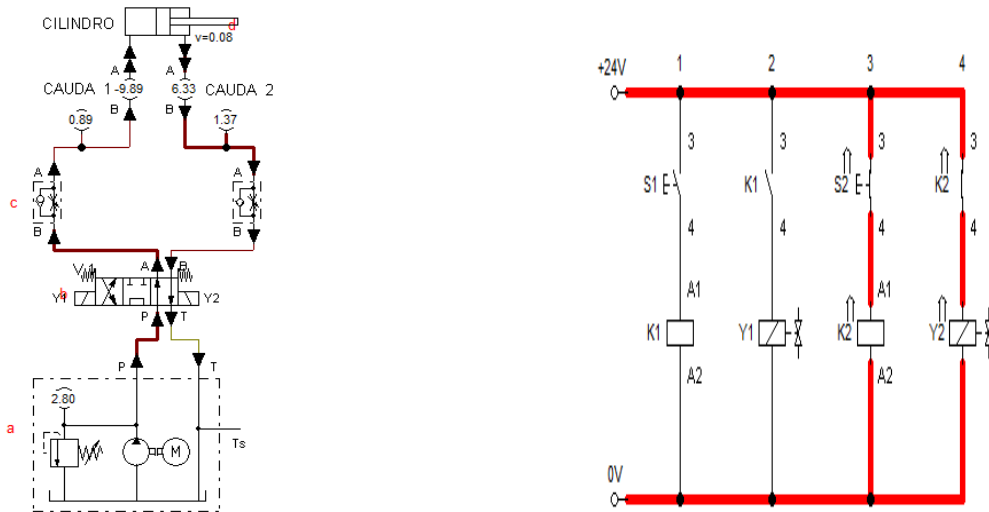 CILINDRO
d
v=0.08
A
A
CAUDA 1
-9.89
6.33
CAUDA 2
B
B
0.89
1.37
A
A
c
B
B
V 1
A
B
Y1
b
Y2
P
T
P
T
2.80
a
M
Ts
1
2
3
4
+24V
3
3
3
3
S1
K1
S2
K2
4
4
4
4
A1
A1
K1
Y1
K2
Y2
A2
A2
0V